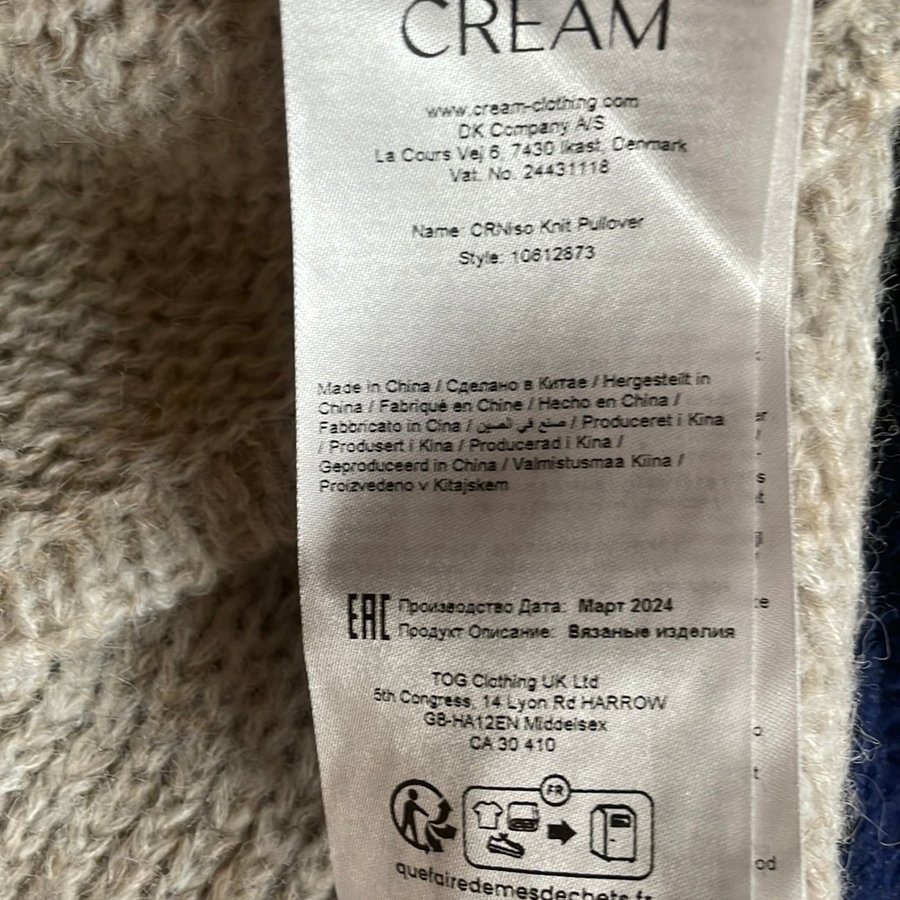 CREAM
www.cream-clothing.com
DK Company A/S
La Cours Vej 6, 7430 Ikast, Denmark
Vat. No. 24431118
Name: CRNiso Knit Pullover
Style: 10612873
Made in China / Сделано в Китае / Hergestellt in
China / Fabriqué en Chine / Hecho en China /
Fabbricato in Cina / صنع في الصين / Produceret i Kina
/ Produsert i Kina / Producerad i Kina /
Geproduceerd in China / Valmistusmaa Kiina /
Proizvedeno v Kitajskem
EAC Производство Дата: Март 2024
Продукт Описание: Вязаные изделия
TOG Clothing UK Ltd
5th Congress, 14 Lyon Rd HARROW
GB-HA12EN Middelsex
CA 30 410
FR
quefairedemesdechets.fr